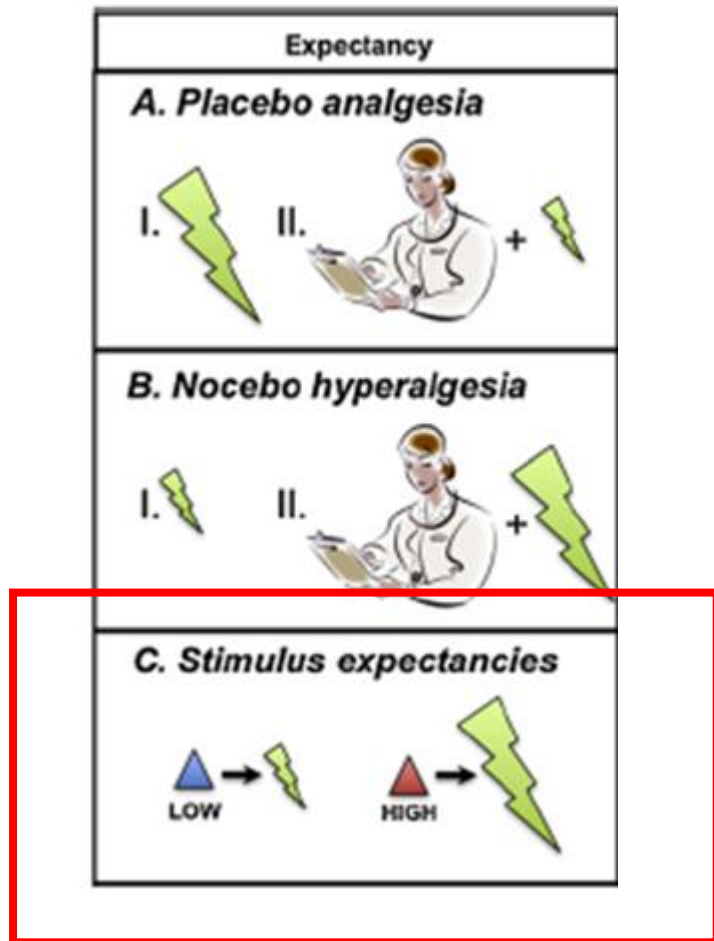 Expectancy
A. Placebo analgesia
I. II. +
B. Nocebo hyperalgesia
I. II. +
C. Stimulus expectancies
LOW HIGH